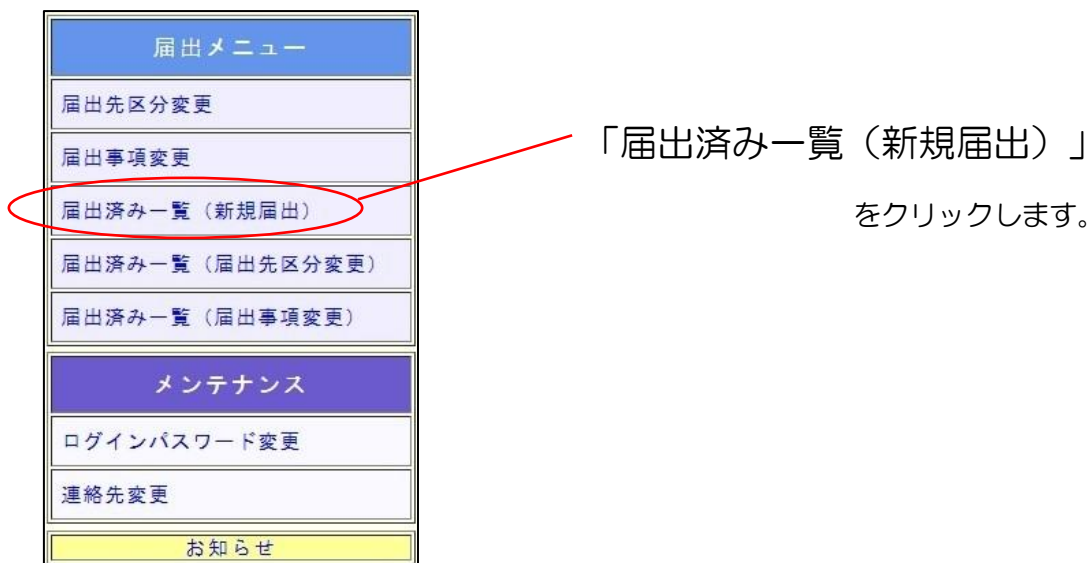 届出メニュー
届出先区分変更
届出事項変更
届出済み一覧（新規届出）
届出済み一覧（届出先区分変更）
届出済み一覧（届出事項変更）
メンテナンス
ログインパスワード変更
連絡先変更
お知らせ
「届出済み一覧（新規届出）」
をクリックします。